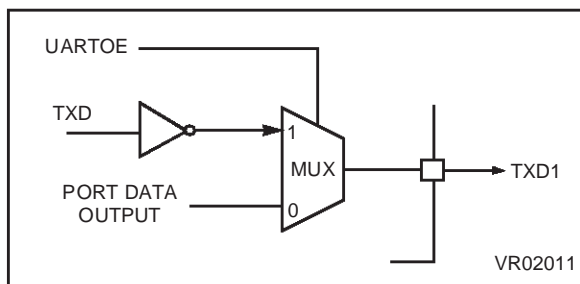 UARTOE
TXD
1
MUX
TXD1
PORT DATA
OUTPUT
0
VR02011